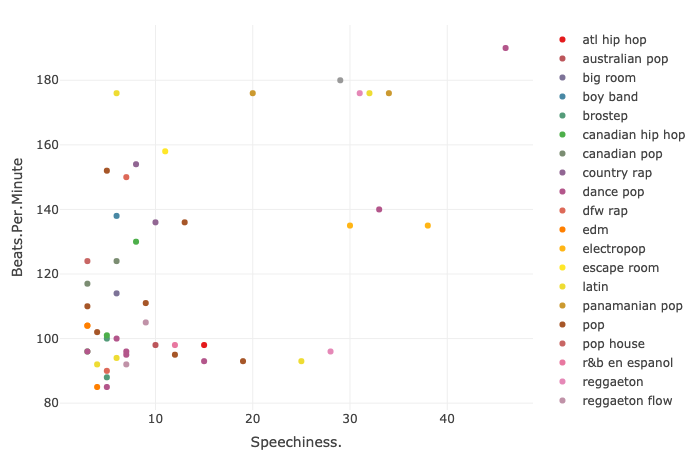 180
160
140
120
100
80
10
20
30
40
Beats.Per.Minute
Speechiness.
atl hip hop
australian pop
big room
boy band
brostep
canadian hip hop
canadian pop
country rap
dance pop
dfw rap
edm
electropop
escape room
latin
panamanian pop
pop
pop house
r&b en espanol
reggaeton
reggaeton flow